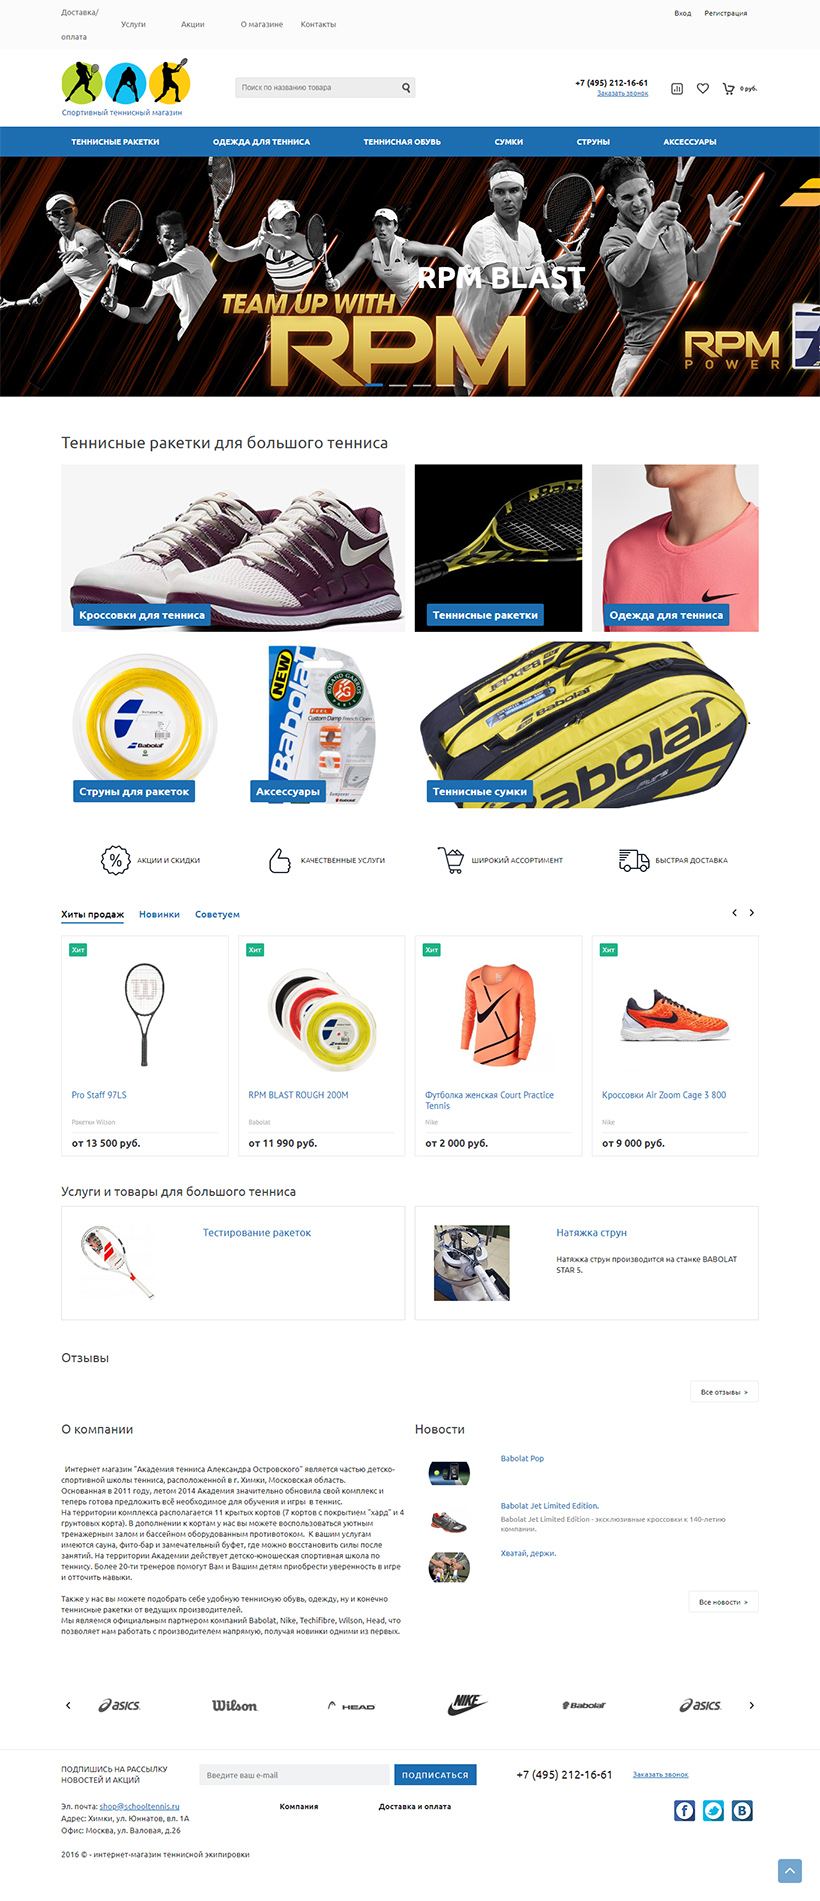 Доставка/
оплата
Услуги
Акции
О магазине
Контакты
Вход
Регистрация
Спортивный теннисный магазин
Поиск по названию товара
+7 (495) 212-16-61
Заказать звонок
0 руб.
ТЕННИСНЫЕ РАКЕТКИ
ОДЕЖДА ДЛЯ ТЕННИСА
ТЕННИСНАЯ ОБУВЬ
СУМКИ
СТРУНЫ
АКСЕССУАРЫ
RPM BLAST
TEAM UP WITH
RPM
RPM
POWER
Теннисные ракетки для большого тенниса
Кроссовки для тенниса
Теннисные ракетки
Одежда для тенниса
Babolat
Струны для ракеток
NEW
Babolat
ROLAND GARROS
PARIS
FEEL
Custom Damp French Open
Аксессуары
Babolat
Babolat
Теннисные сумки
АКЦИИ И СКИДКИ
КАЧЕСТВЕННЫЕ УСЛУГИ
ШИРОКИЙ АССОРТИМЕНТ
БЫСТРАЯ ДОСТАВКА
Хиты продаж
Новинки
Советуем
Хит
Pro Staff 97LS
Ракетки Wilson
от 13 500 руб.
Хит
RPM BLAST ROUGH 200M
Babolat
от 11 990 руб.
Хит
Футболка женская Court Practice
Tennis
Nike
от 2 000 руб.
Хит
Кроссовки Air Zoom Cage 3 800
Nike
от 9 000 руб.
Услуги и товары для большого тенниса
Тестирование ракеток
Натяжка струн
Натяжка струн производится на станке BABOLAT
STAR 5.
Отзывы
Все отзывы >
О компании
Интернет магазин "Академия тенниса Александра Островского" является частью детско-
спортивной школы тенниса, расположенной в г. Химки, Московская область.
Основанная в 2011 году, летом 2014 Академия значительно обновила свой комплекс и
теперь готова предложить всё необходимое для обучения и игры в теннис.
На территории комплекса располагается 11 крытых кортов (7 кортов с покрытием "хард" и 4
грунтовых корта). В дополнении к кортам у нас вы можете воспользоваться уютным
тренажерным залом и бассейном оборудованным противотоком. К вашим услугам
имеются сауна, фито-бар и замечательный буфет, где можно восстановить силы после
занятий. На территории Академии действует детско-юношеская спортивная школа по
теннису. Более 20-ти тренеров помогут Вам и Вашим детям приобрести уверенность в игре
и отточить навыки.
Также у нас вы можете подобрать себе удобную теннисную обувь, одежду, ну и конечно
теннисные ракетки от ведущих производителей.
Мы являемся официальным партнером компаний Babolat, Nike, Techifibre, Wilson, Head, что
позволяет нам работать с производителем напрямую, получая новинки одними из первых.
Новости
Babolat Pop
Babolat Jet Limited Edition.
Babolat Jet Limited Edition - эксклюзивные кроссовки к 140-летию
компании.
Хватай, держи.
Все новости >
asics
Wilson
HEAD
NIKE
Babolat
asics
ПОДПИШИСЬ НА РАССЫЛКУ
НОВОСТЕЙ И АКЦИЙ
Введите ваш e-mail
ПОДПИСАТЬСЯ
+7 (495) 212-16-61
Заказать звонок
Эл. почта: shop@schooltennis.ru
Адрес: Химки, ул. Юннатов, вл. 1А
Офис: Москва, ул. Валовая, д.26
Компания
Доставка и оплата
2016 © - интернет-магазин теннисной экипировки